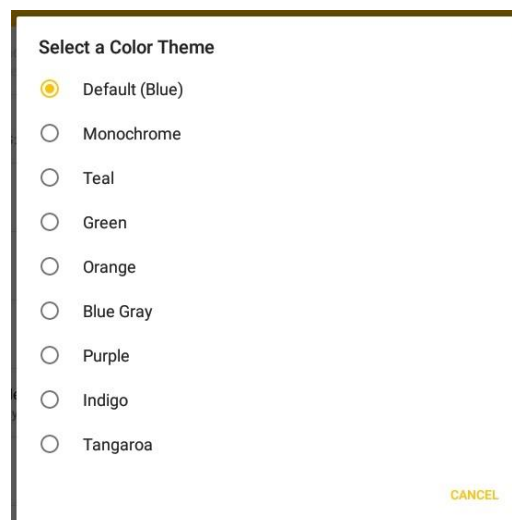 Select a Color Theme
Default (Blue)
Monochrome
Teal
Green
Orange
Blue Gray
Purple
Indigo
Tangaroa
CANCEL